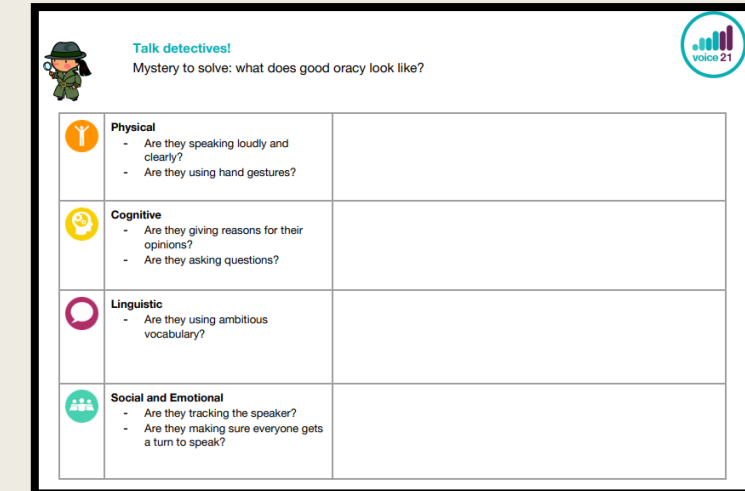 Talk detectives!
Mystery to solve: what does good oracy look like?
voice 21
Physical
- Are they speaking loudly and
clearly?
- Are they using hand gestures?
Cognitive
- Are they giving reasons for their
opinions?
- Are they asking questions?
Linguistic
- Are they using ambitious
vocabulary?
Social and Emotional
- Are they tracking the speaker?
- Are they making sure everyone gets
a turn to speak?